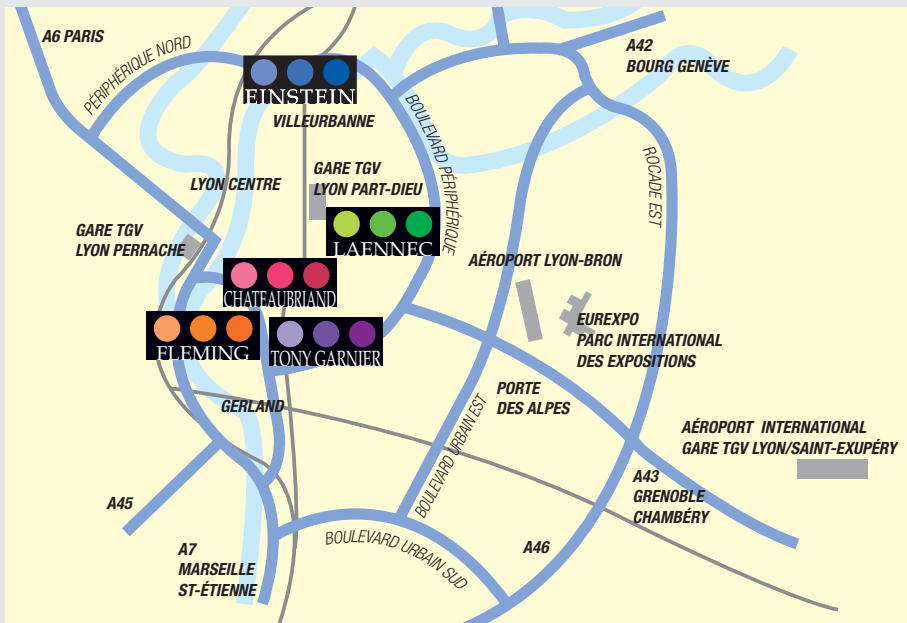 A6 PARIS
PÉRIPHÉRIQUE NORD
A42
BOURG GENÈVE
EINSTEIN
VILLEURBANNE
BOULEVARD PÉRIPHÉRIQUE
ROCADE EST
LYON CENTRE
GARE TGV
LYON PART-DIEU
GARE TGV
LYON PERRACHE
LAENNEC
AÉROPORT LYON-BRON
CHATEAUBRIAND
EUREXPO
PARC INTERNATIONAL
DES EXPOSITIONS
FLEMING
TONY GARNIER
PORTE
DES ALPES
GERLAND
BOULEVARD URBAIN EST
AÉROPORT INTERNATIONAL
GARE TGV LYON/SAINT-EXUPÉRY
A43
GRENOBLE
CHAMBÉRY
A45
BOULEVARD URBAIN SUD
A46
A7
MARSEILLE
ST-ÉTIENNE